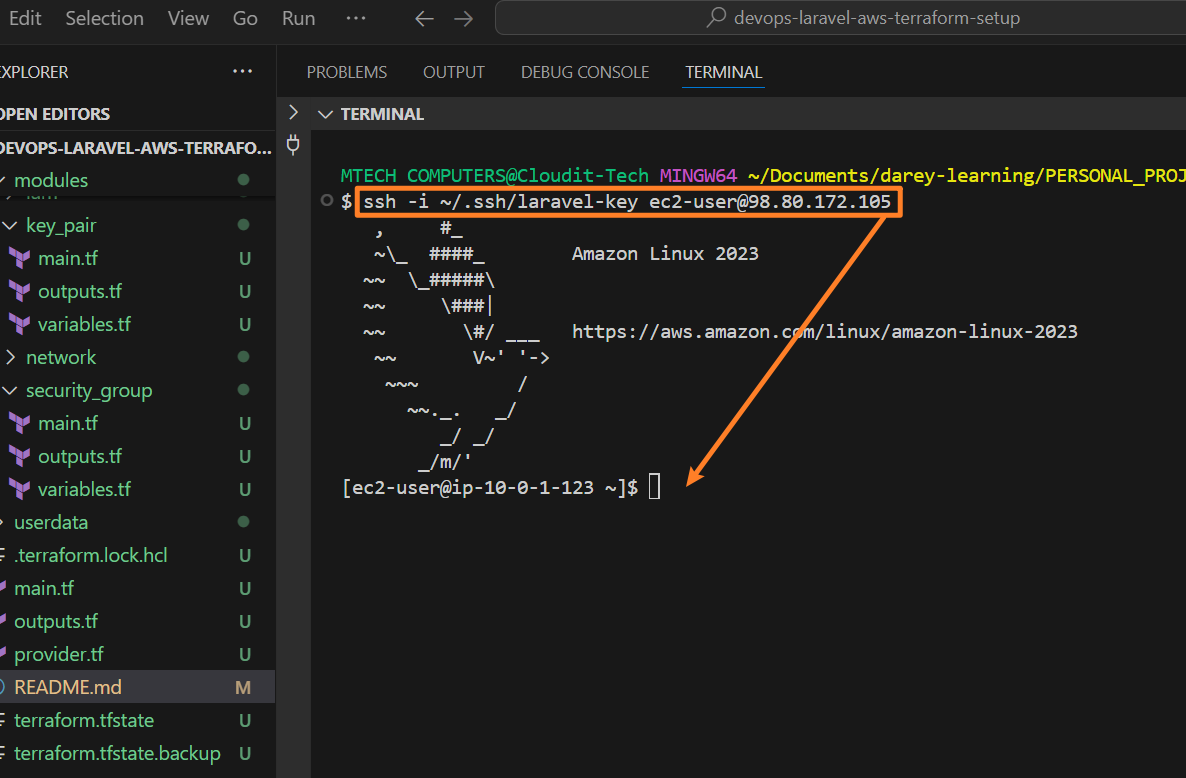 Edit Selection View Go Run ··· ← → devops-laravel-aws-terraform-setup
EXPLORER ···
PROBLEMS OUTPUT DEBUG CONSOLE TERMINAL
OPEN EDITORS
TERMINAL
DEVOPS-LARAVEL-AWS-TERRAFO...
modules
key_pair
main.tf U
outputs.tf U
variables.tf U
network
security_group
main.tf U
outputs.tf U
variables.tf U
userdata
.terraform.lock.hcl U
main.tf U
outputs.tf U
provider.tf U
README.md M
terraform.tfstate U
terraform.tfstate.backup U
MTECH COMPUTERS@Cloudit-Tech MINGW64 ~/Documents/darey-learning/PERSONAL_PROJ
$ ssh -i ~/.ssh/laravel-key ec2-user@98.80.172.105
   ,     #_
   ~\_  ####_        Amazon Linux 2023
  ~~  \_#####\
  ~~     \###|
  ~~       \#/ ___   https://aws.amazon.com/linux/amazon-linux-2023
   ~~       V~' '->
    ~~~         /
      ~~._.   _/
         _/ _/
       _/m/'
[ec2-user@ip-10-0-1-123 ~]$